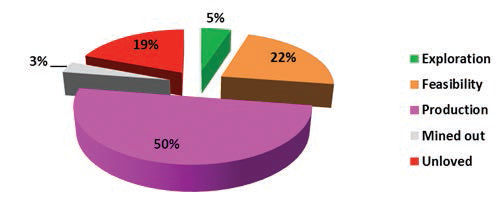 5%
19%
22%
3%
50%
Exploration
Feasibility
Production
Mined out
Unloved